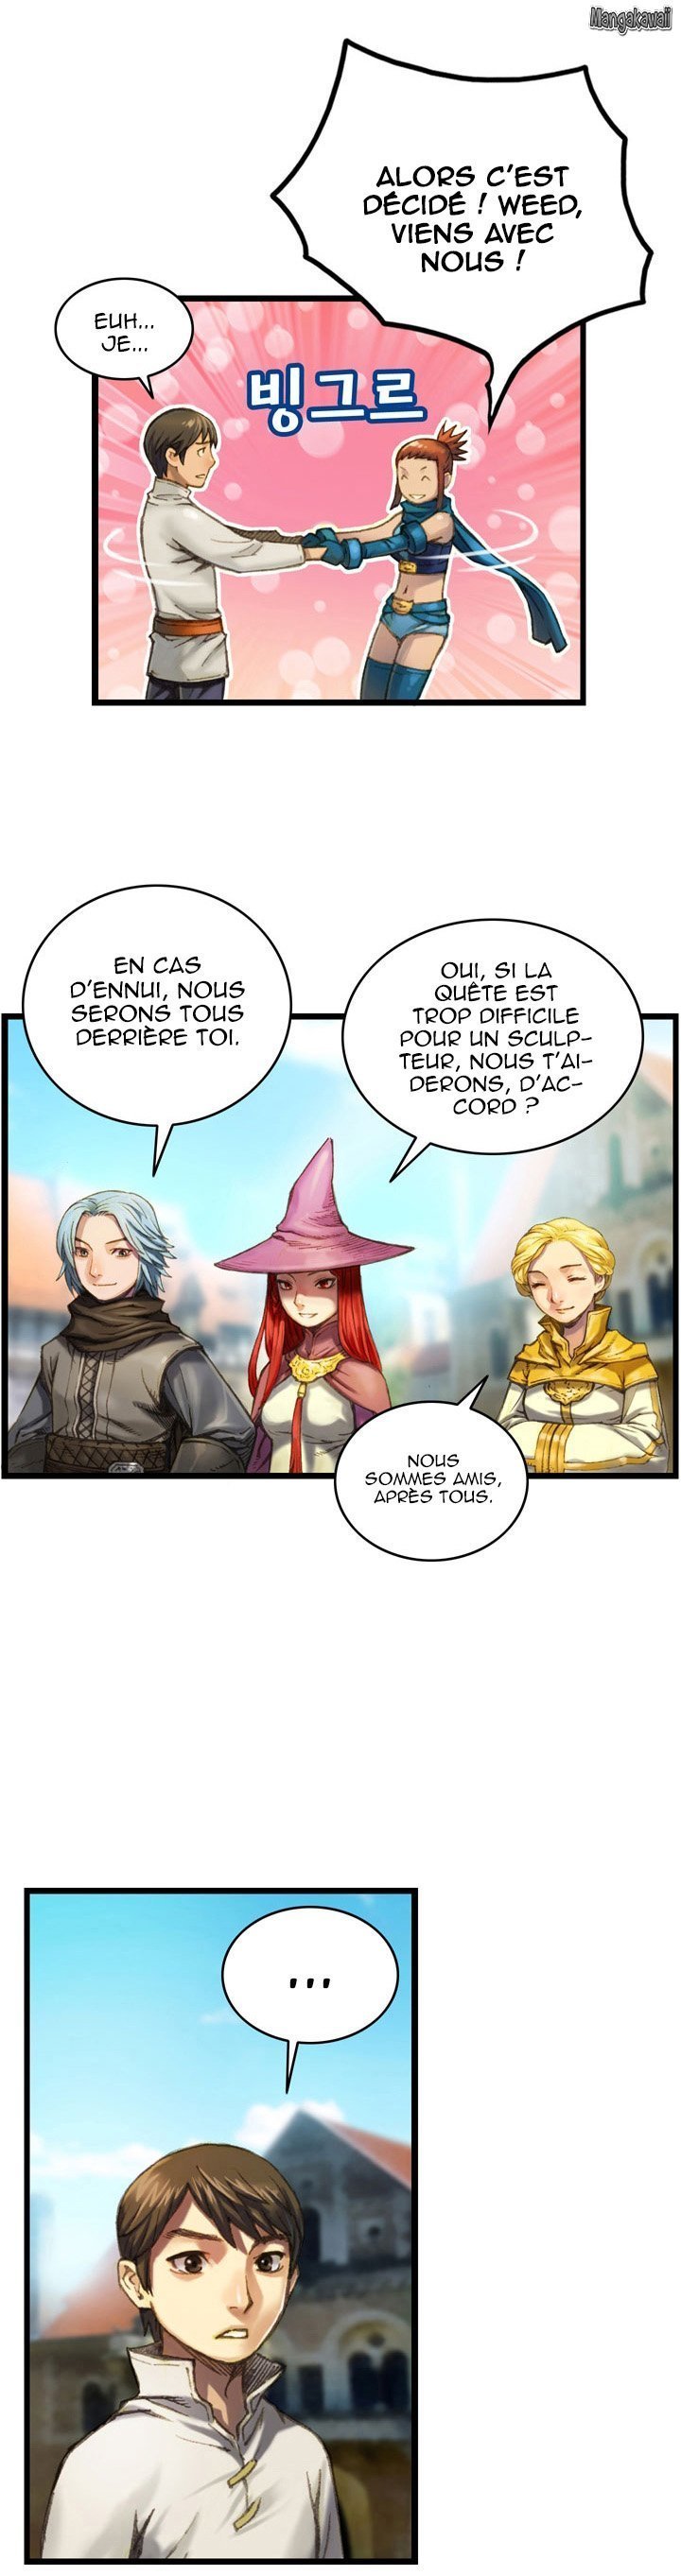 Mangakawaii
ALORS C'EST
DÉCIDÉ ! WEED,
VIENS AVEC
NOUS !
EUH...
JE...
빙그르
EN CAS
D'ENNUI, NOUS
SERONS TOUS
DERRIÈRE TOI.
OUI, SI LA
QUÊTE EST
TROP DIFFICILE
POUR UN SCULP-
TEUR, NOUS T'AI-
DERONS, D'AC-
CORD ?
NOUS
SOMMES AMIS,
APRÈS TOUS.
...